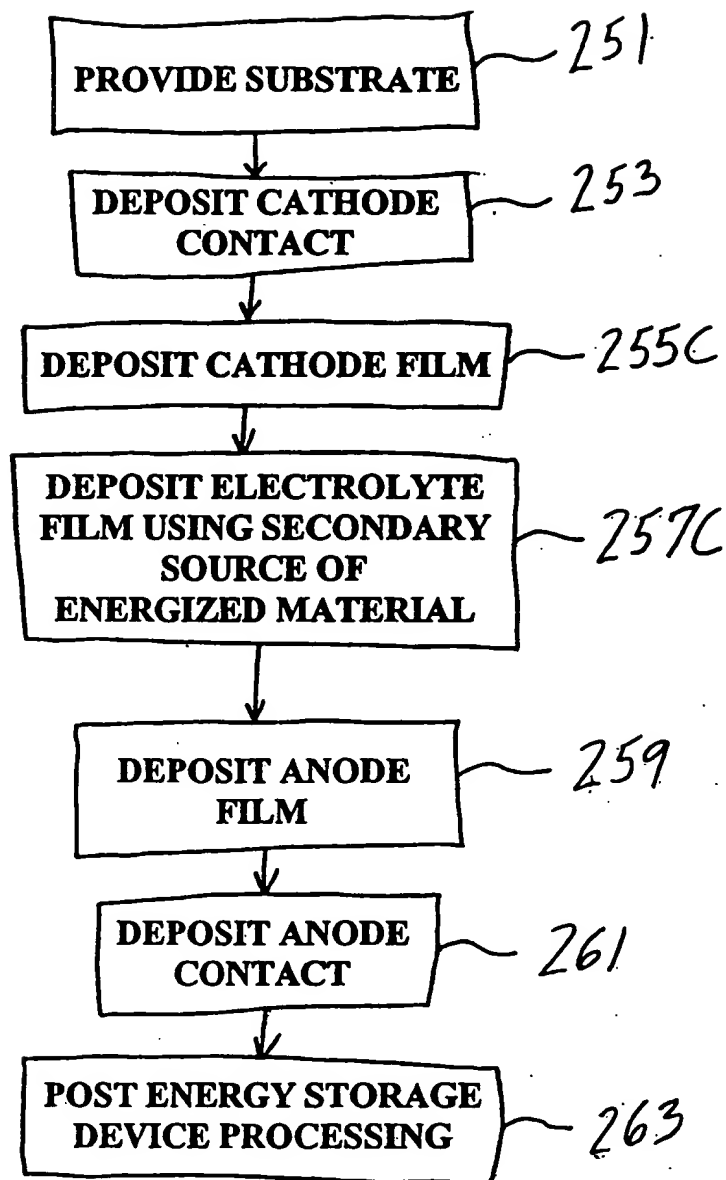 PROVIDE SUBSTRATE
251
DEPOSIT CATHODE
CONTACT
253
DEPOSIT CATHODE FILM
255C
DEPOSIT ELECTROLYTE
FILM USING SECONDARY
SOURCE OF
ENERGIZED MATERIAL
257C
DEPOSIT ANODE
FILM
259
DEPOSIT ANODE
CONTACT
261
POST ENERGY STORAGE
DEVICE PROCESSING
263